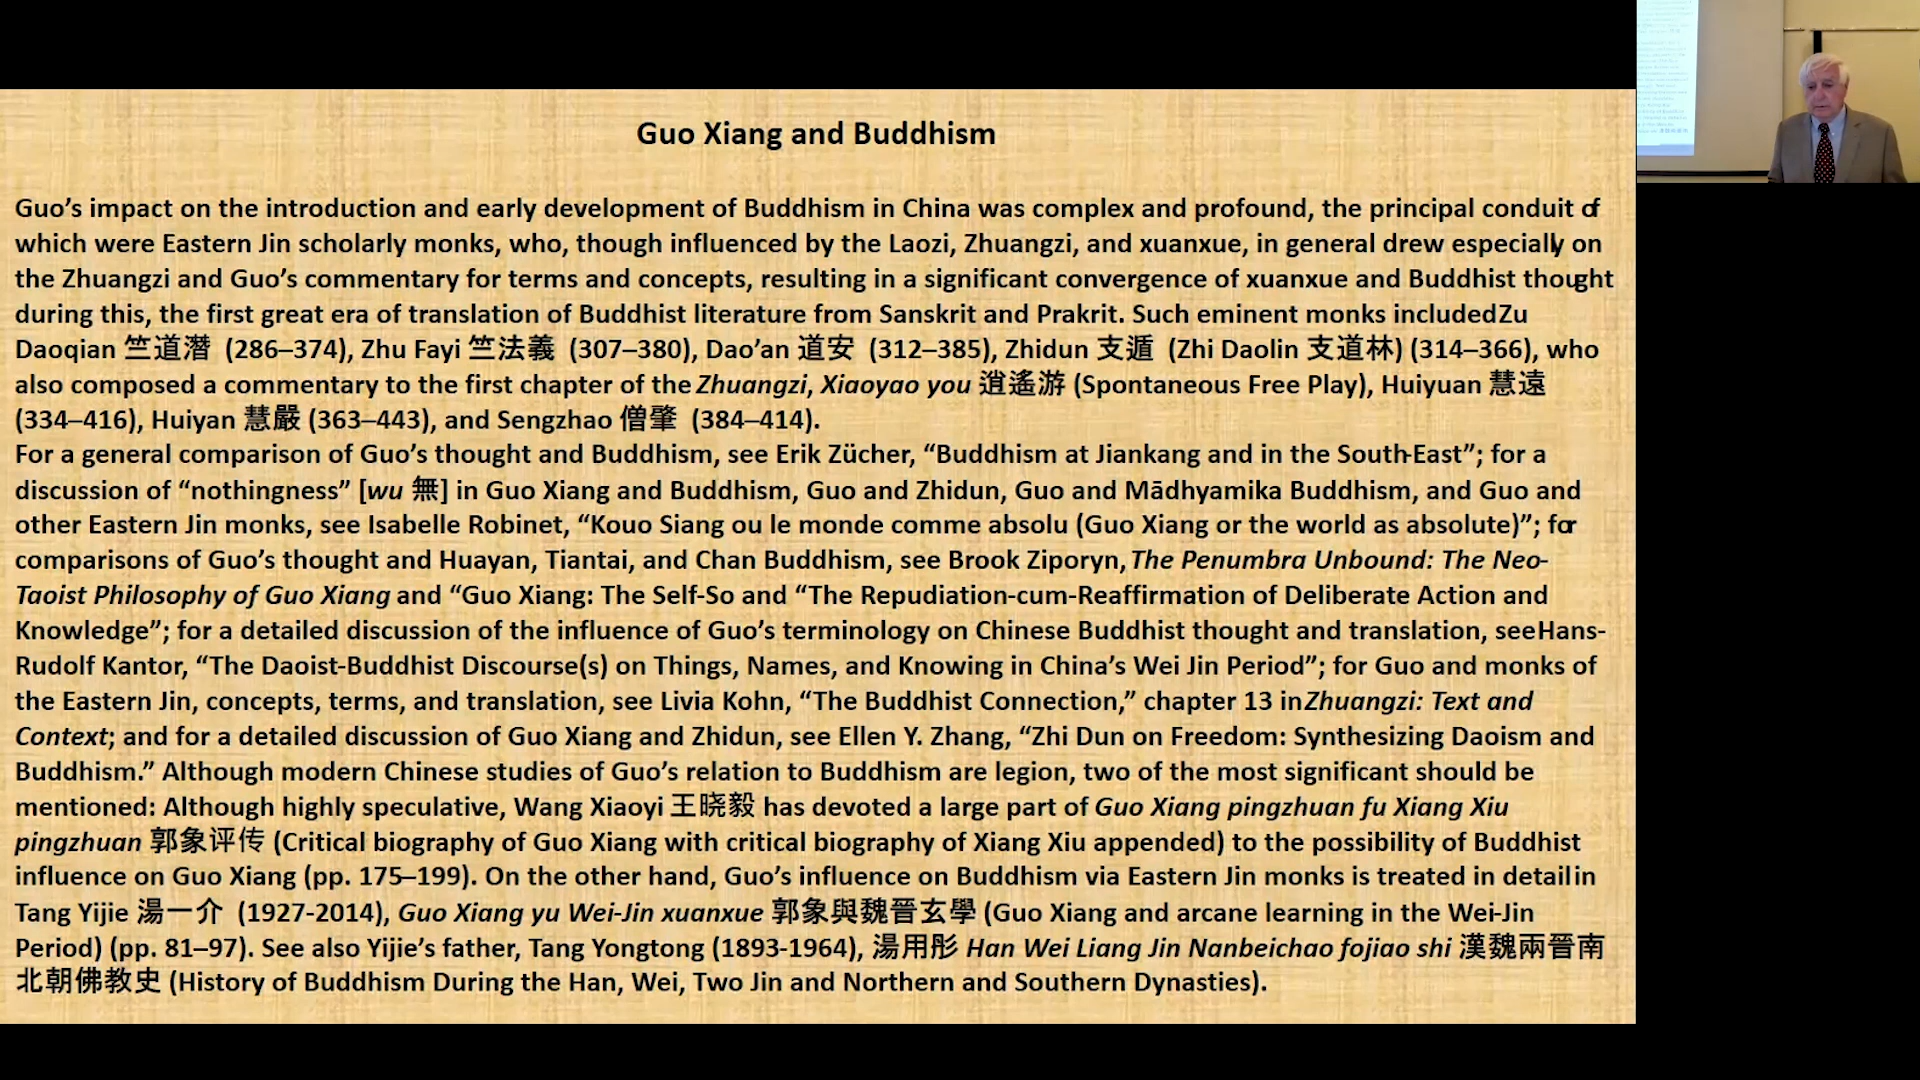 Guo Xiang and Buddhism
Guo’s impact on the introduction and early development of Buddhism in China was complex and profound, the principal conduit of
which were Eastern Jin scholarly monks, who, though influenced by the Laozi, Zhuangzi, and xuanxue, in general drew especially on
the Zhuangzi and Guo’s commentary for terms and concepts, resulting in a significant convergence of xuanxue and Buddhist thought
during this, the first great era of translation of Buddhist literature from Sanskrit and Prakrit. Such eminent monks included Zu
Daoqian 竺道潛 (286–374), Zhu Fayi 竺法義 (307–380), Dao’an 道安 (312–385), Zhidun 支遁 (Zhi Daolin 支道林) (314–366), who
also composed a commentary to the first chapter of the Zhuangzi, Xiaoyao you 逍遙游 (Spontaneous Free Play), Huiyuan 慧遠
(334–416), Huiyan 慧嚴 (363–443), and Sengzhao 僧肇 (384–414).
For a general comparison of Guo’s thought and Buddhism, see Erik Zücher, “Buddhism at Jiankang and in the South-East”; for a
discussion of “nothingness” [wu 無] in Guo Xiang and Buddhism, Guo and Zhidun, Guo and Mādhyamika Buddhism, and Guo and
other Eastern Jin monks, see Isabelle Robinet, “Kouo Siang ou le monde comme absolu (Guo Xiang or the world as absolute)”; for
comparisons of Guo’s thought and Huayan, Tiantai, and Chan Buddhism, see Brook Ziporyn, The Penumbra Unbound: The Neo-
Taoist Philosophy of Guo Xiang and “Guo Xiang: The Self-So and “The Repudiation-cum-Reaffirmation of Deliberate Action and
Knowledge”; for a detailed discussion of the influence of Guo’s terminology on Chinese Buddhist thought and translation, see Hans-
Rudolf Kantor, “The Daoist-Buddhist Discourse(s) on Things, Names, and Knowing in China’s Wei Jin Period”; for Guo and monks of
the Eastern Jin, concepts, terms, and translation, see Livia Kohn, “The Buddhist Connection,” chapter 13 in Zhuangzi: Text and
Context; and for a detailed discussion of Guo Xiang and Zhidun, see Ellen Y. Zhang, “Zhi Dun on Freedom: Synthesizing Daoism and
Buddhism.” Although modern Chinese studies of Guo’s relation to Buddhism are legion, two of the most significant should be
mentioned: Although highly speculative, Wang Xiaoyi 王晓毅 has devoted a large part of Guo Xiang pingzhuan fu Xiang Xiu
pingzhuan 郭象评传 (Critical biography of Guo Xiang with critical biography of Xiang Xiu appended) to the possibility of Buddhist
influence on Guo Xiang (pp. 175–199). On the other hand, Guo’s influence on Buddhism via Eastern Jin monks is treated in detail in
Tang Yijie 湯一介 (1927-2014), Guo Xiang yu Wei-Jin xuanxue 郭象與魏晉玄學 (Guo Xiang and arcane learning in the Wei-Jin
Period) (pp. 81–97). See also Yijie’s father, Tang Yongtong (1893-1964), 湯用彤 Han Wei Liang Jin Nanbeichao fojiao shi 漢魏兩晉南
北朝佛教史 (History of Buddhism During the Han, Wei, Two Jin and Northern and Southern Dynasties).